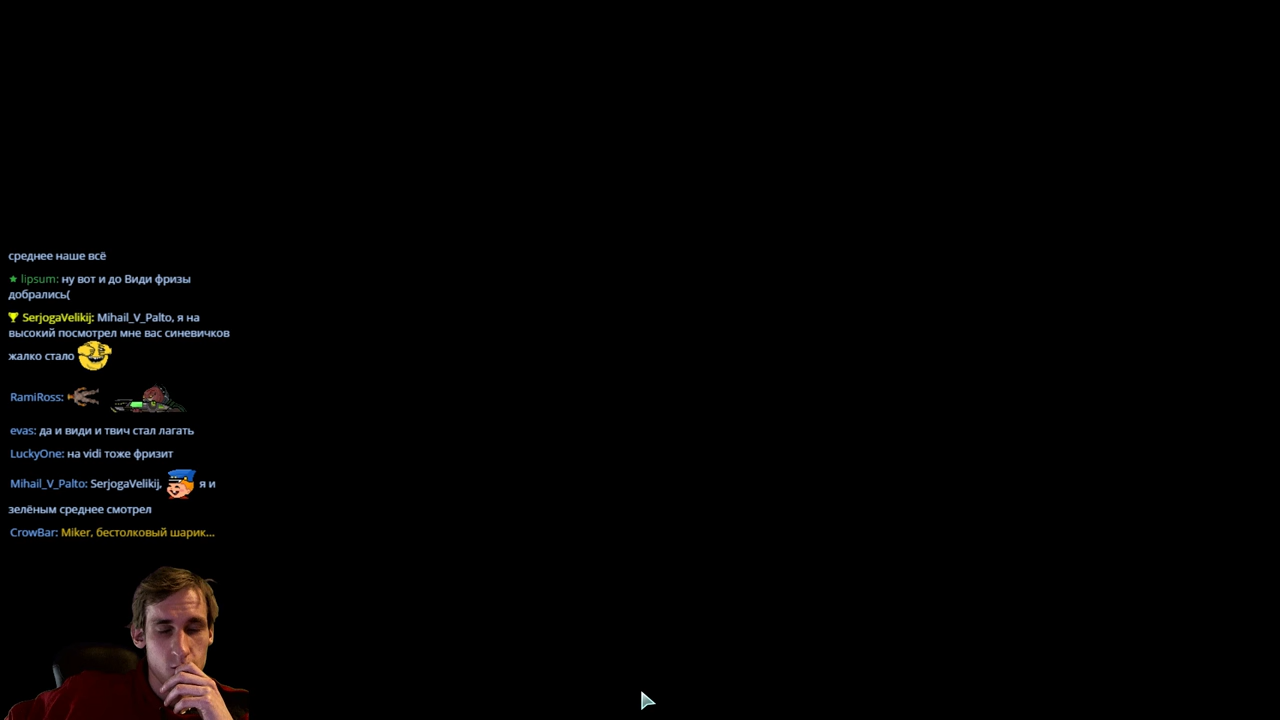 среднее наше всё
lipsum: ну вот и до Види фризы
добрались(
SerjogaVelikij: Mihail_V_Palto, я на
высокий посмотрел мне вас синевичков
жалко стало
RamiRoss:
evas: да и види и твич стал лагать
LuckyOne: на vidi тоже фризит
Mihail_V_Palto: SerjogaVelikij, я и
зелёным среднее смотрел
CrowBar: Miker, бестолковый шарик...